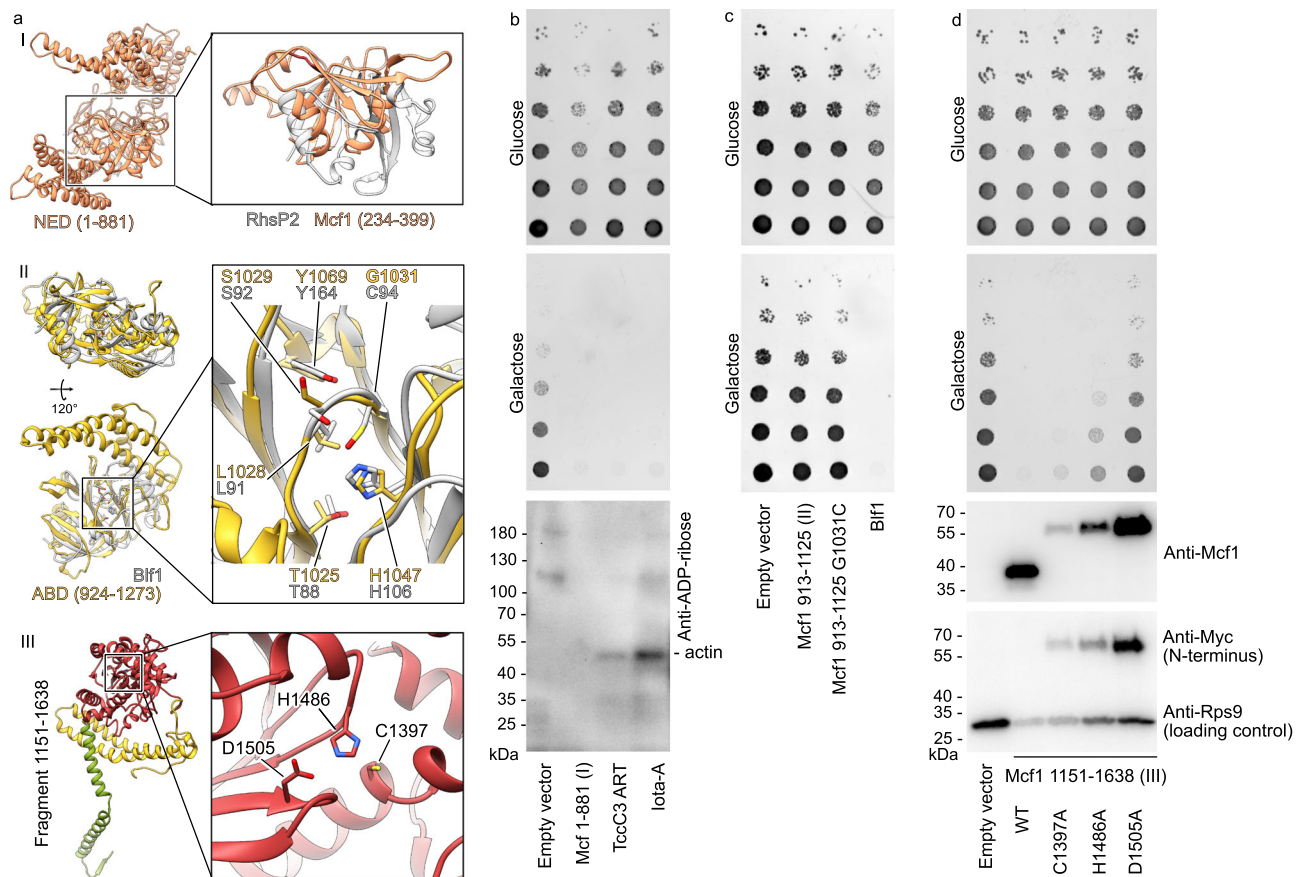 a
I
NED (1-881)
RhsP2 Mcf1 (234-399)
II
120°
Blf1
ABD (924-1273)
S1029 Y1069 G1031
S92 Y164 C94
L1028
L91
T1025 H1047
T88 H106
III
Fragment 1151-1638
H1486
C1397
D1505
b
Glucose
Galactose
180 -
130 -
100 -
70 -
55 -
40 -
35 -
25 -
kDa
Anti-ADP-ribose
- actin
Empty vector
Mcf 1-881 (I)
TccC3 ART
Iota-A
c
Glucose
Galactose
Empty vector
Mcf1 913-1125 (II)
Mcf1 913-1125 G1031C
Blf1
d
Glucose
Galactose
70 -
55 -
40 -
35 -
Anti-Mcf1
70 -
55 -
Anti-Myc
(N-terminus)
35 -
25 -
kDa
Anti-Rps9
(loading control)
Mcf1 1151-1638 (III)
Empty vector
WT
C1397A
H1486A
D1505A